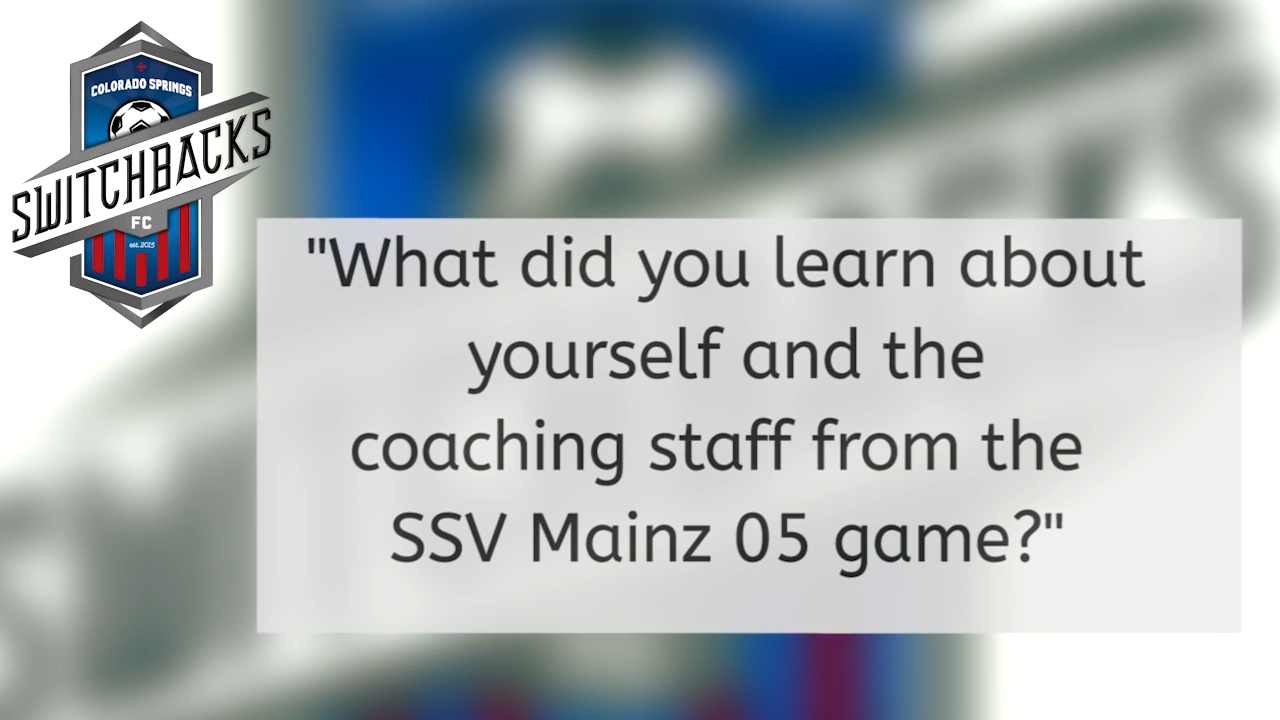 COLORADO SPRINGS
SWITCHBACKS
FC
est. 2015
"What did you learn about
yourself and the
coaching staff from the
SSV Mainz 05 game?"